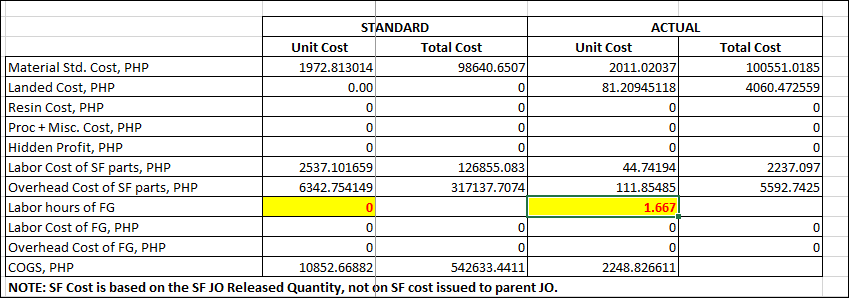 STANDARD ACTUAL
Unit Cost Total Cost Unit Cost Total Cost
Material Std. Cost, PHP 1972.813014 98640.6507 2011.02037 100551.0185
Landed Cost, PHP 0.00 0 81.20945118 4060.472559
Resin Cost, PHP 0 0 0 0
Proc + Misc. Cost, PHP 0 0 0 0
Hidden Profit, PHP 0 0 0 0
Labor Cost of SF parts, PHP 2537.101659 126855.083 44.74194 2237.097
Overhead Cost of SF parts, PHP 6342.754149 317137.7074 111.85485 5592.7425
Labor hours of FG 0 1.667
Labor Cost of FG, PHP 0 0 0 0
Overhead Cost of FG, PHP 0 0 0 0
COGS, PHP 10852.66882 542633.4411 2248.826611
NOTE: SF Cost is based on the SF JO Released Quantity, not on SF cost issued to parent JO.